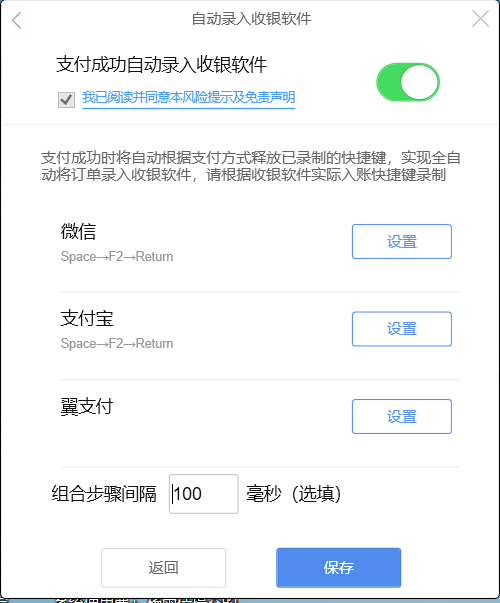 自动录入收银软件
支付成功自动录入收银软件
我已阅读并同意本风险提示及免责声明
支付成功时将自动根据支付方式释放已录制的快捷键，实现全自
动将订单录入收银软件，请根据收银软件实际入账快捷键录制
微信
设置
Space→F2→Return
支付宝
设置
Space→F2→Return
翼支付
设置
组合步骤间隔 100 毫秒（选填）
返回 保存